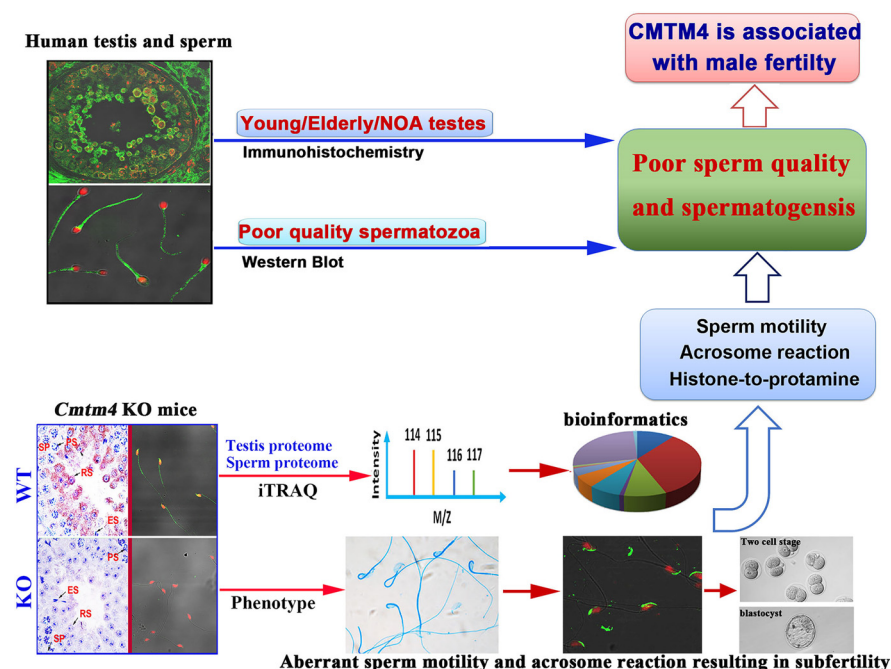 Human testis and sperm
CMTM4 is associated
with male fertilty
Young/Elderly/NOA testes
Immunohistochemistry
Poor sperm quality
and spermatogensis
Poor quality spermatozoa
Western Blot
Sperm motility
Acrosome reaction
Histone-to-protamine
Cmtm4 KO mice
WT
SP
PS
RS
ES
Testis proteome
Sperm proteome
iTRAQ
Intensity
114
115
116
117
M/Z
bioinformatics
KO
PS
ES
RS
SP
Phenotype
Two cell stage
blastocyst
Aberrant sperm motility and acrosome reaction resulting in subfertility